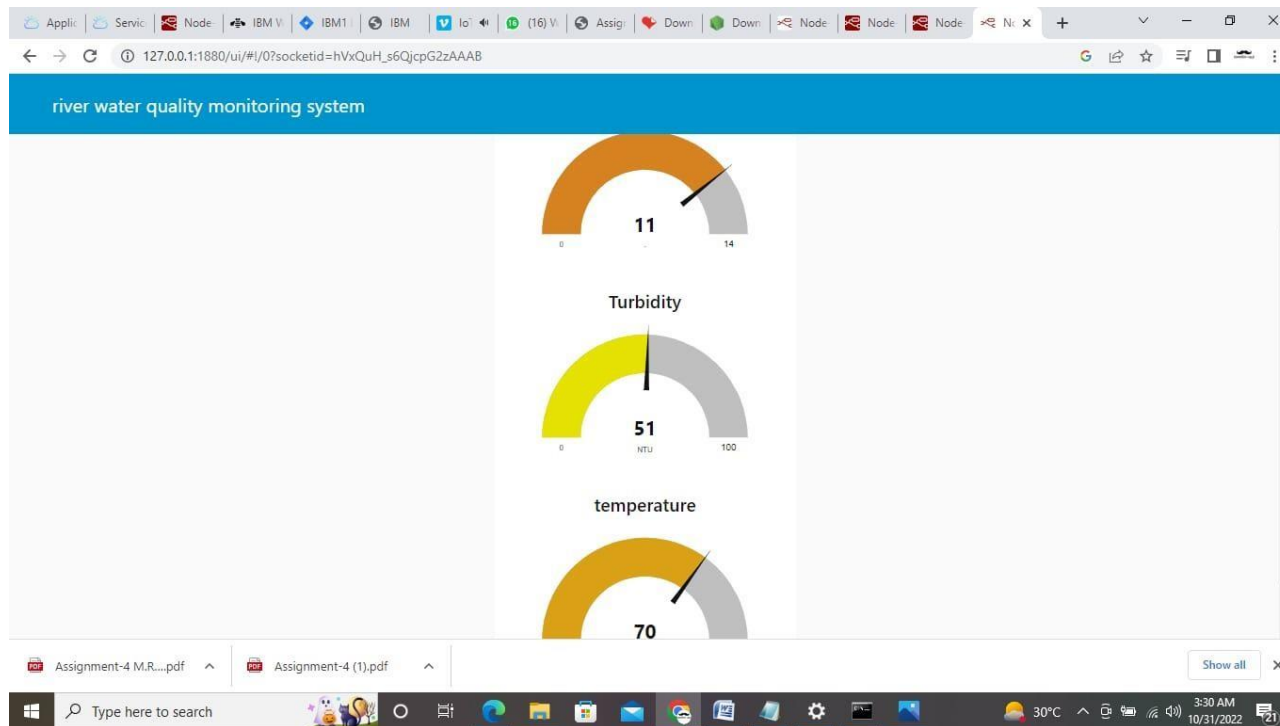 Applic Servic Node- IBM W IBM1 IBM IoT (16) W Assig Down Down Node Node Node No
127.0.0.1:1880/ui/#!/0?socketid=hVxQuH_s6QjcpG2zAAAB
river water quality monitoring system
11
0 14
Turbidity
51
0 NTU 100
temperature
70
Assignment-4 M.R....pdf Assignment-4 (1).pdf Show all
Type here to search 30°C 3:30 AM
10/31/2022